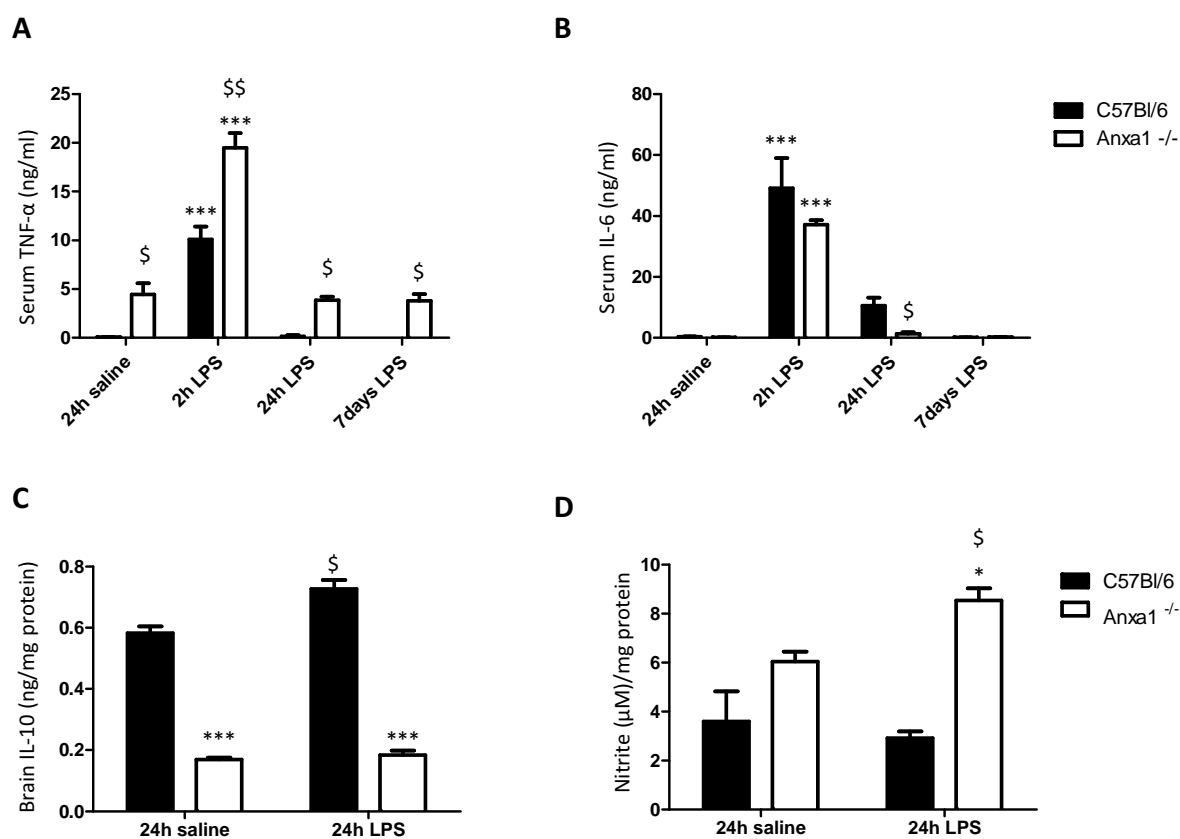 A
Serum TNF-α (ng/ml)
25
20
15
10
5
0
$
***
$$
***
$
$
24h saline
2h LPS
24h LPS
7days LPS
B
Serum IL-6 (ng/ml)
80
60
40
20
0
***
***
$
24h saline
2h LPS
24h LPS
7days LPS
C57Bl/6
Anxa1 -/-
C
Brain IL-10 (ng/mg protein)
0.8
0.6
0.4
0.2
0.0
***
$
***
24h saline
24h LPS
D
Nitrite (μM)/mg protein
10
8
6
4
2
0
$
*
24h saline
24h LPS
C57Bl/6
Anxa1 -/-